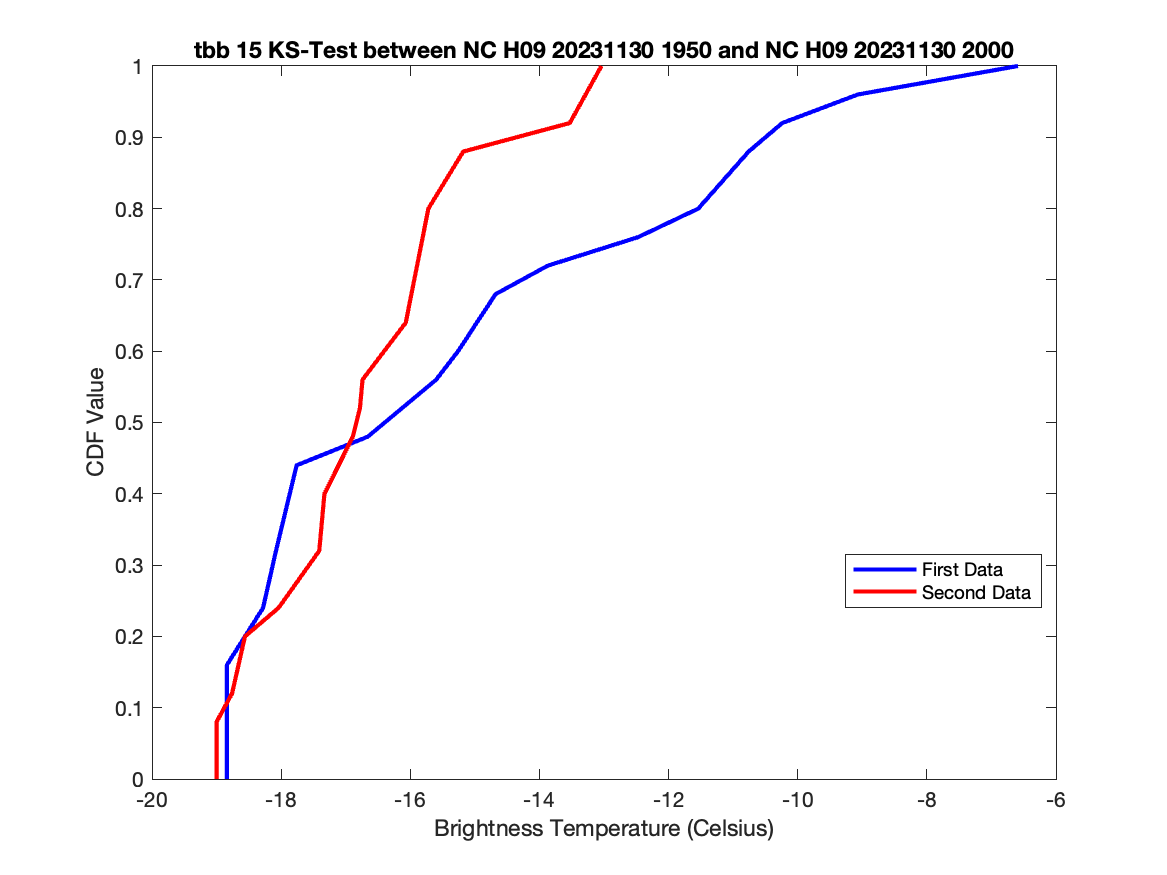 tbb 15 KS-Test between NC H09 20231130 1950 and NC H09 20231130 2000
1
0.9
0.8
0.7
0.6
0.5
0.4
0.3
0.2
0.1
0
CDF Value
First Data
Second Data
-20 -18 -16 -14 -12 -10 -8 -6
Brightness Temperature (Celsius)